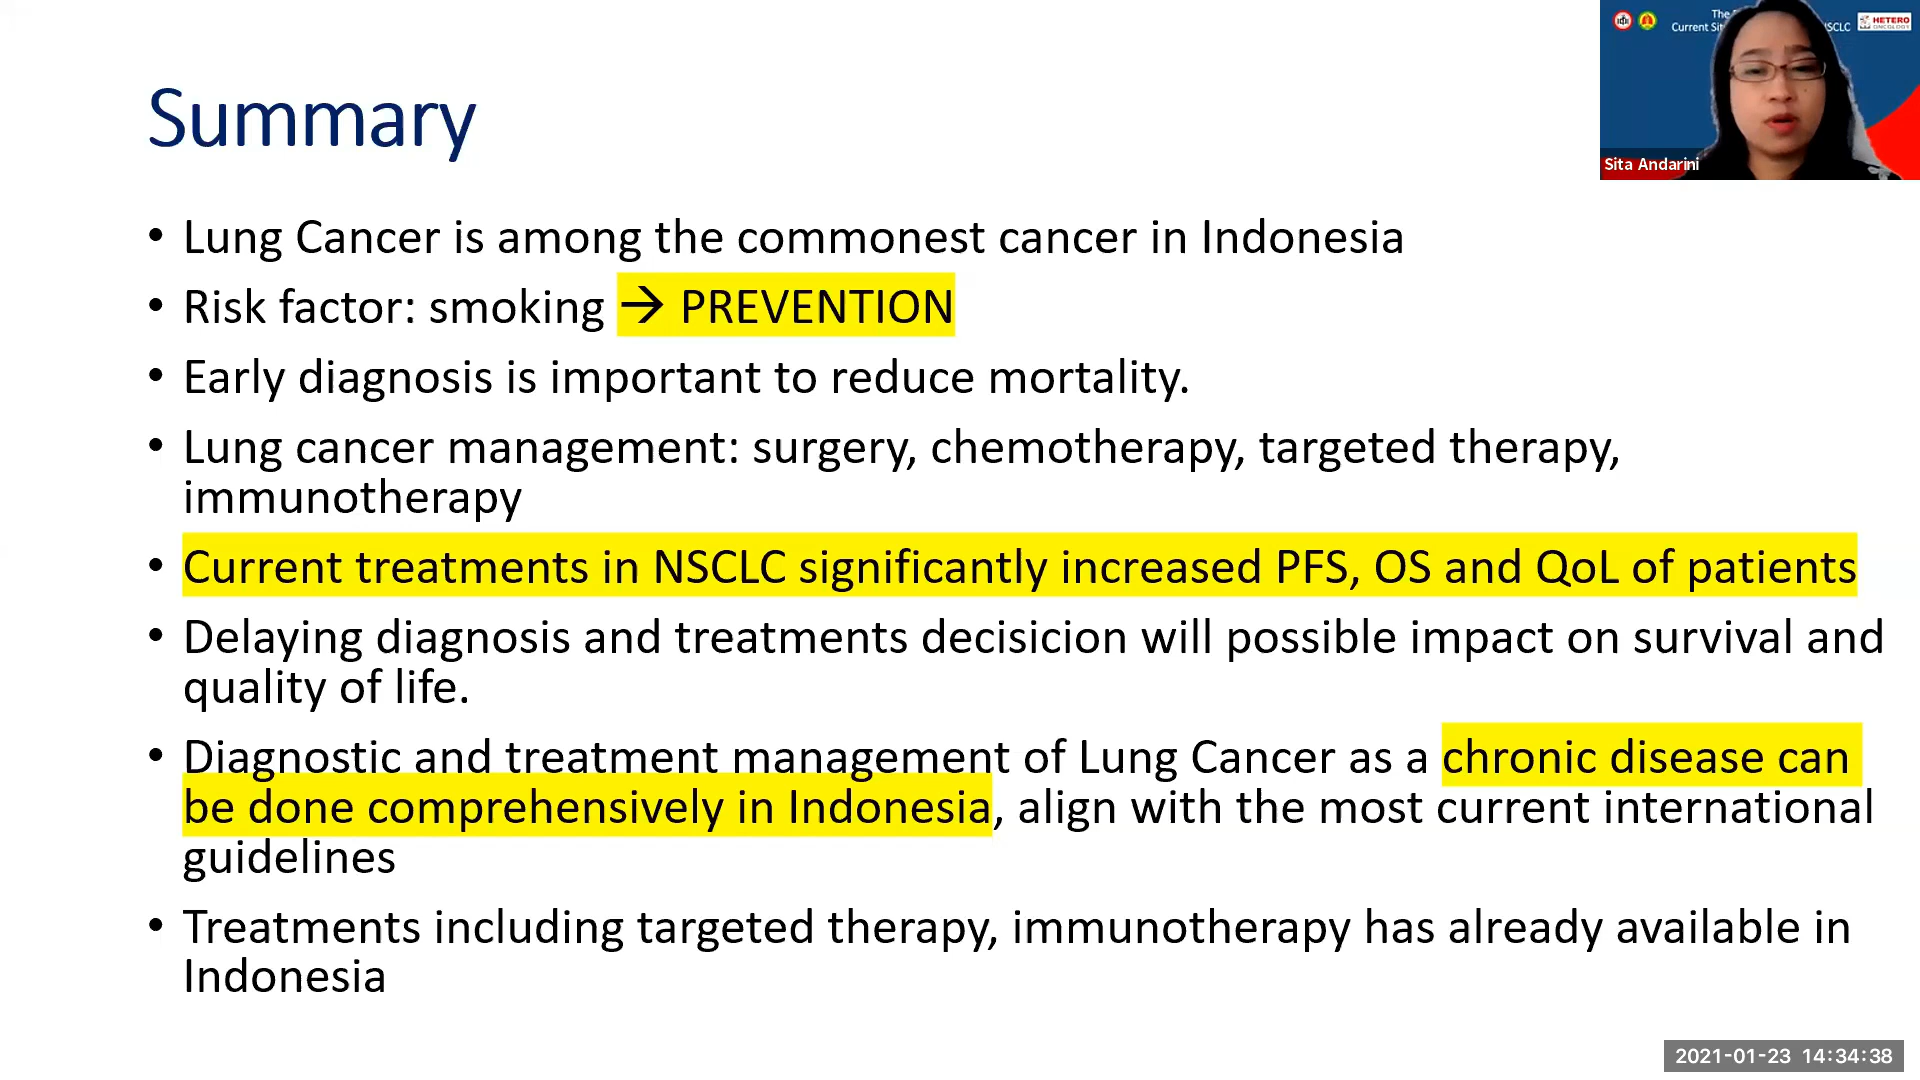 The
Current Sit
SCLC
HETERO
Sita Andarini
Summary
• Lung Cancer is among the commonest cancer in Indonesia
• Risk factor: smoking → PREVENTION
• Early diagnosis is important to reduce mortality.
• Lung cancer management: surgery, chemotherapy, targeted therapy,
immunotherapy
• Current treatments in NSCLC significantly increased PFS, OS and QoL of patients
• Delaying diagnosis and treatments decisicion will possible impact on survival and
quality of life.
• Diagnostic and treatment management of Lung Cancer as a chronic disease can
be done comprehensively in Indonesia, align with the most current international
guidelines
• Treatments including targeted therapy, immunotherapy has already available in
Indonesia
2021-01-23 14:34:38